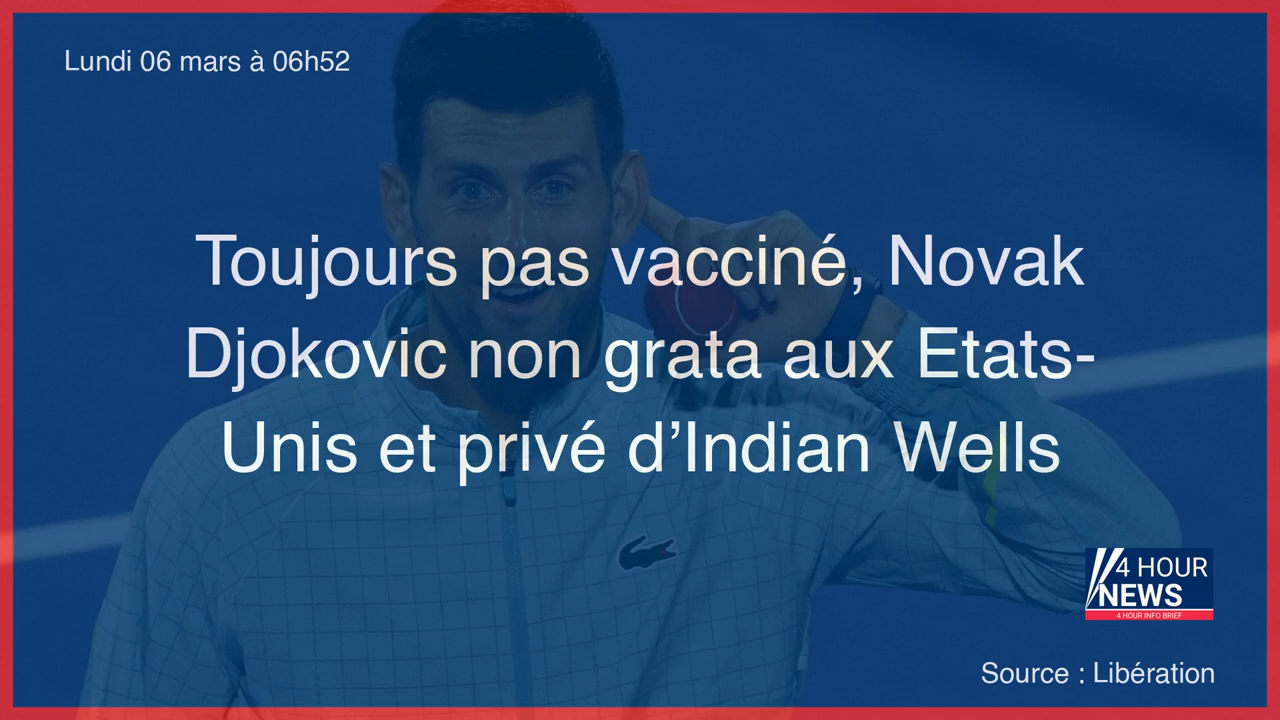 Lundi 06 mars à 06h52
Toujours pas vacciné, Novak
Djokovic non grata aux Etats-
Unis et privé d’Indian Wells
4 HOUR
NEWS
4 HOUR INFO BRIEF
Source : Libération